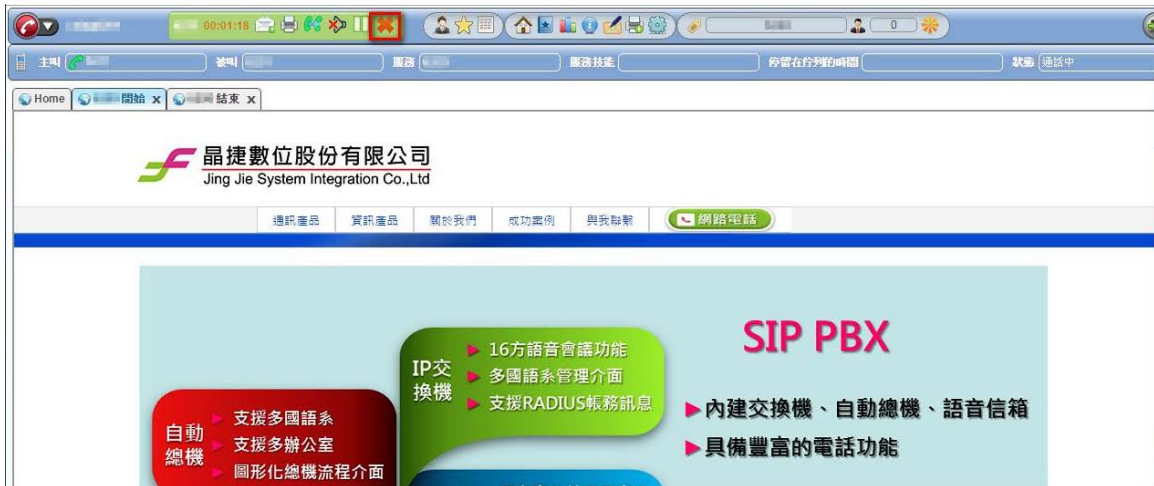 00:01:18
0
主叫
被叫
服務
服務技能
停留在佇列的時間
狀態 通話中
Home
開始 x
結束 x
晶捷數位股份有限公司
Jing Jie System Integration Co.,Ltd
通訊產品
資訊產品
關於我們
成功案例
與我聯繫
網路電話
SIP PBX
IP交換機
16方語音會議功能
多國語系管理介面
支援RADIUS帳務訊息
內建交換機、自動總機、語音信箱
具備豐富的電話功能
自動總機
支援多國語系
支援多辦公室
圖形化總機流程介面